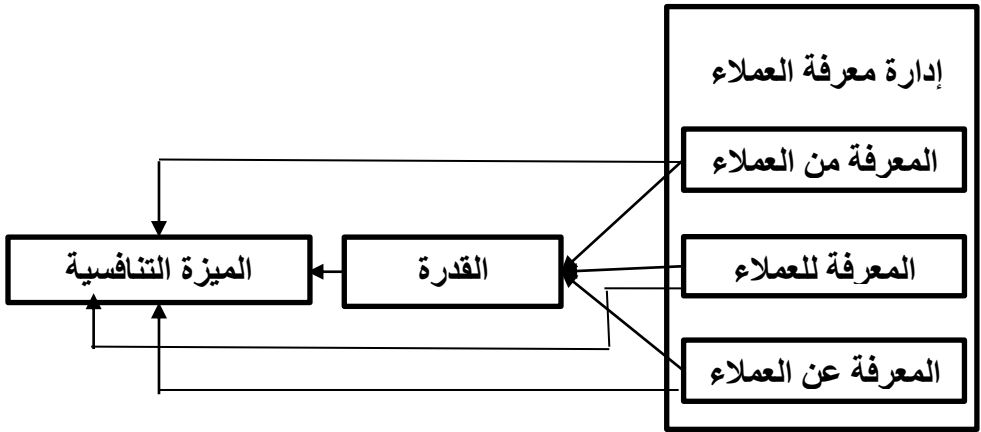 إدارة معرفة العملاء
المعرفة من العملاء
المعرفة للعملاء
المعرفة عن العملاء
القدرة
الميزة التنافسية